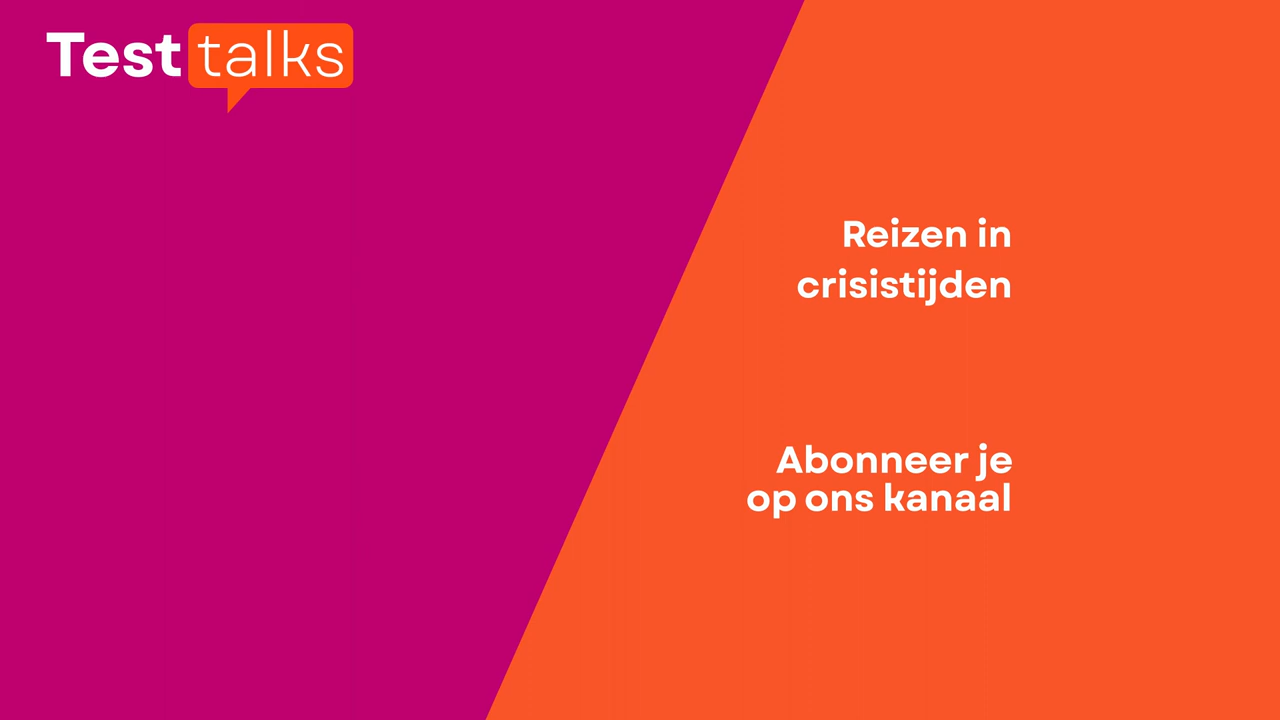 Test talks
Reizen in
crisistijden
Abonneer je
op ons kanaal